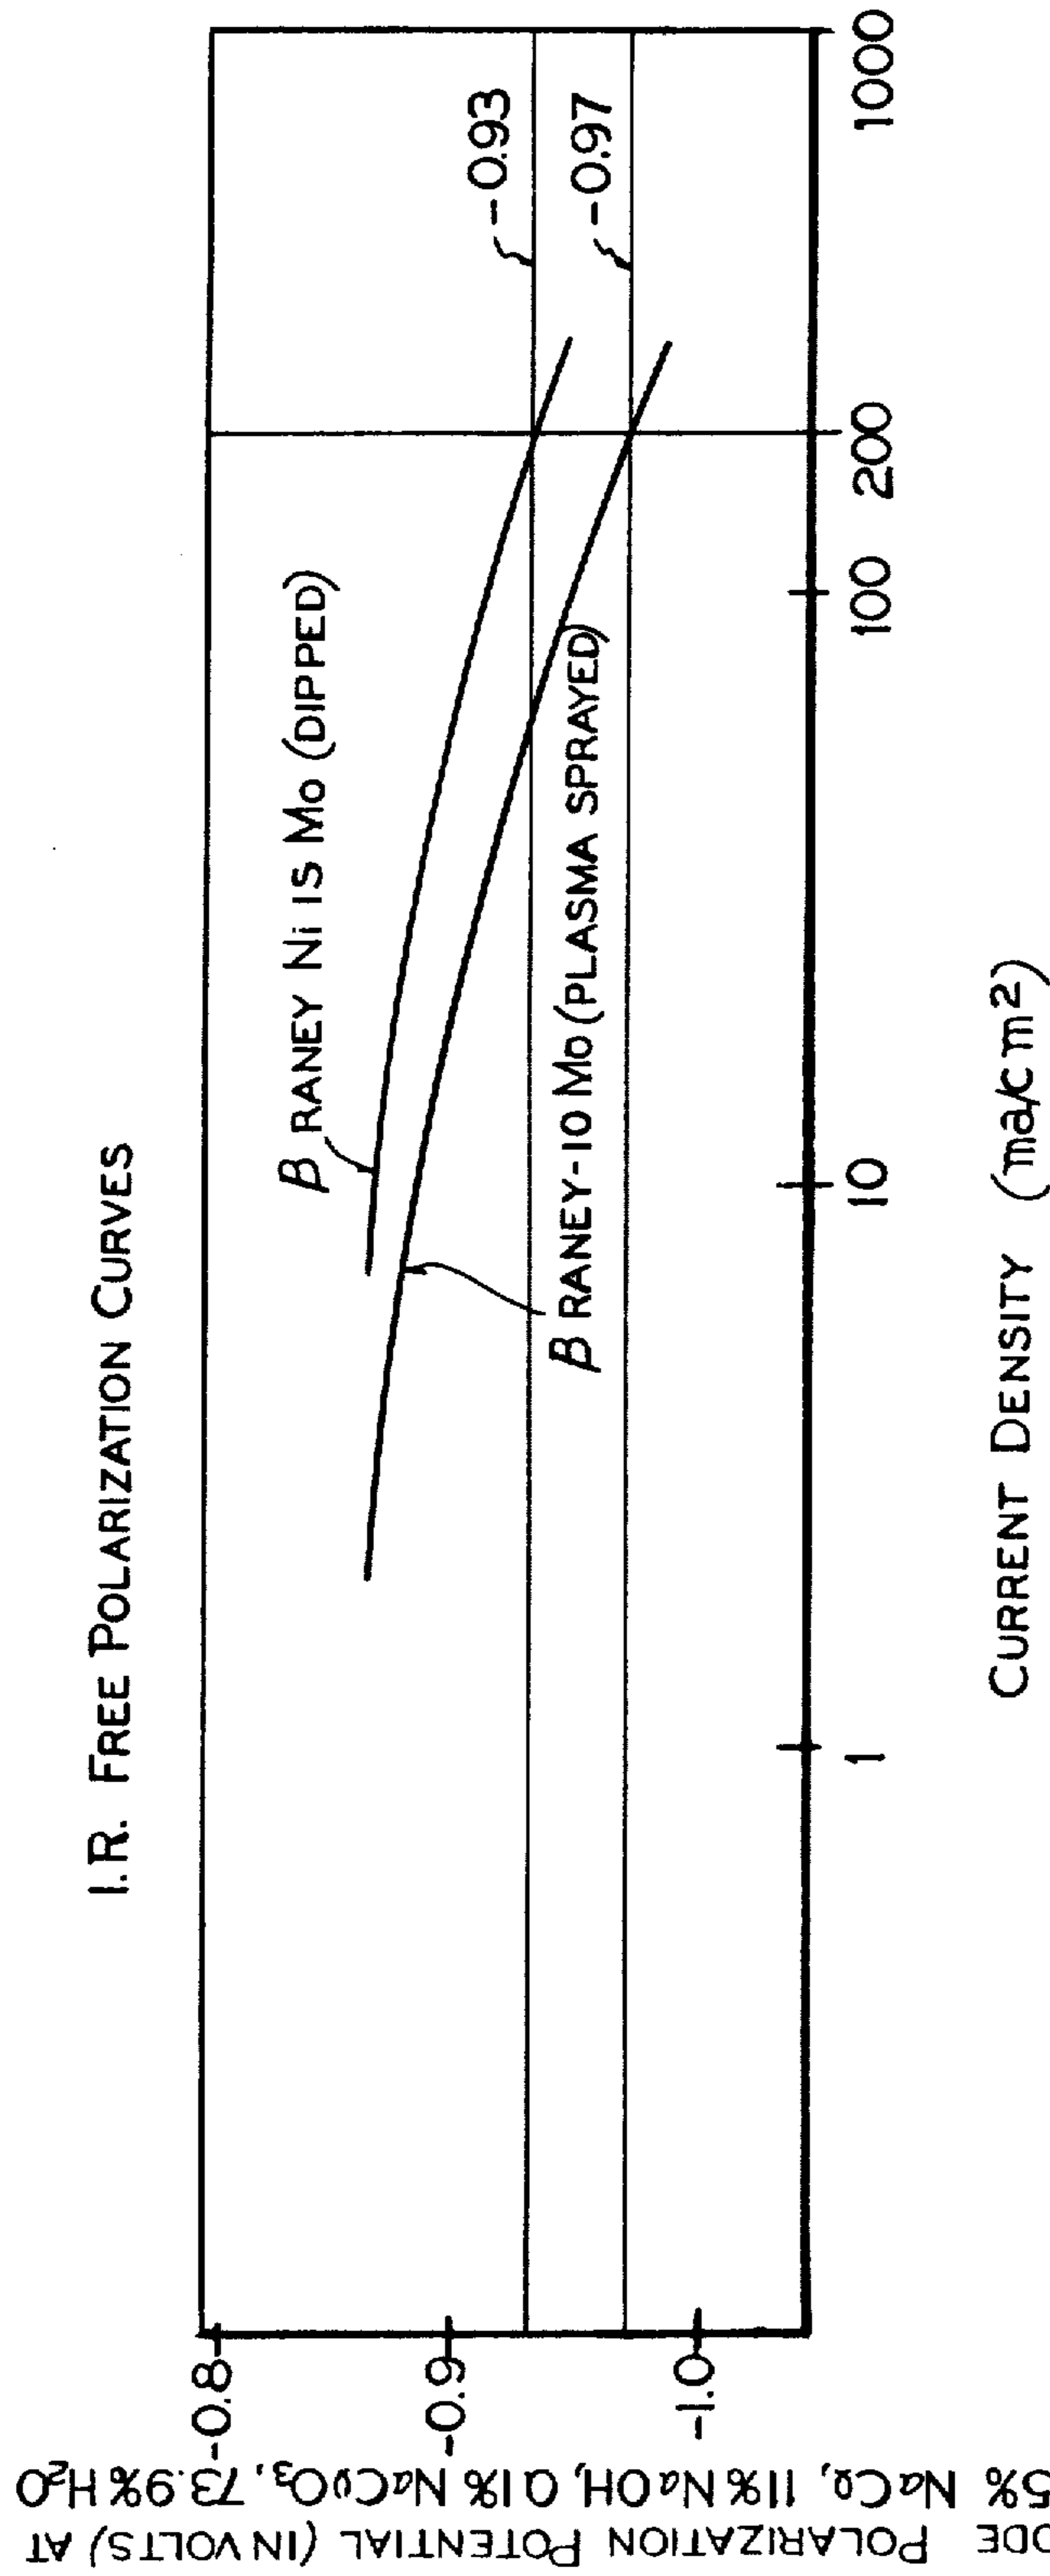 I.R. FREE POLARIZATION CURVES
-0.8
-0.9
-1.0
-0.93
-0.97
β RANEY Ni 15 Mo (DIPPED)
β RANEY-10 Mo (PLASMA SPRAYED)
1
10
100
200
1000
CURRENT DENSITY (ma/cm²)
POLARIZATION POTENTIAL (IN VOLTS) AT
5% NaCl, 11% NaOH, 0.1% NaClO₃, 73.9% H₂O